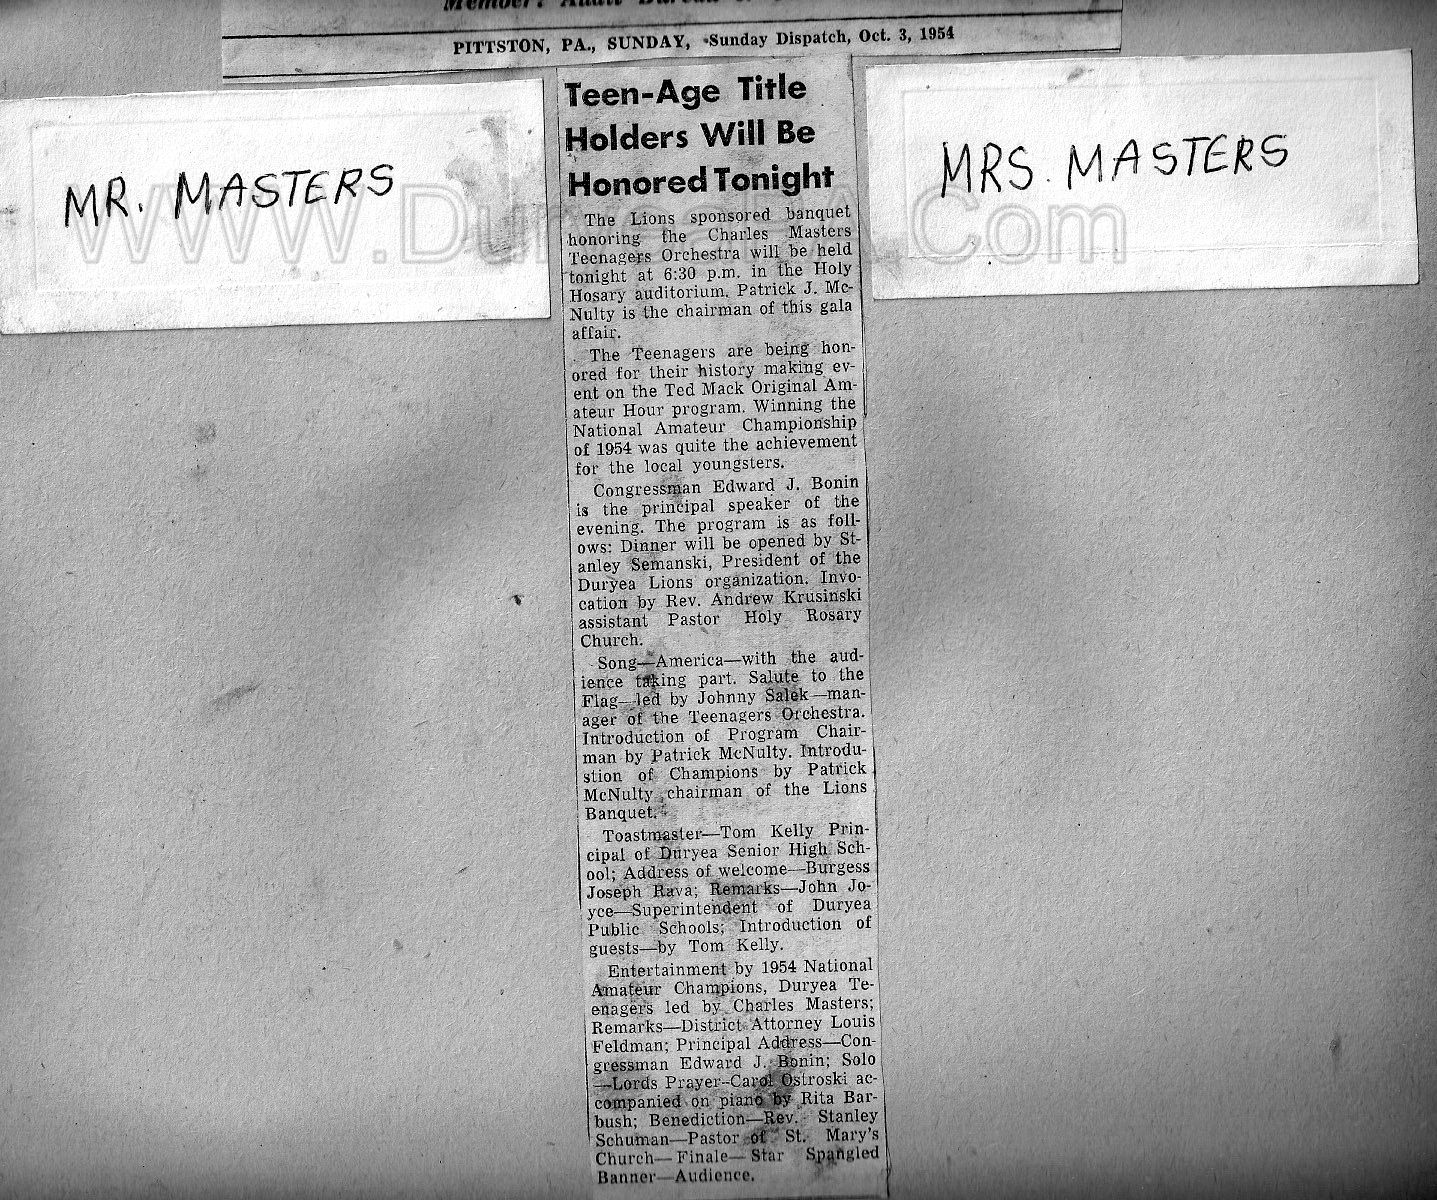 PITTSTON, PA., SUNDAY, Sunday Dispatch, Oct. 3, 1954
MR. MASTERS
MRS. MASTERS
WWW.DuryeaPA.Com
Teen-Age Title
Holders Will Be
Honored Tonight
The Lions sponsored banquet
honoring the Charles Masters
Teenagers Orchestra will be held
tonight at 6:30 p.m. in the Holy
Hosary auditorium. Patrick J. Mc-
Nulty is the chairman of this gala
affair.
The Teenagers are being hon-
ored for their history making ev-
ent on the Ted Mack Original Am-
ateur Hour program. Winning the
National Amateur Championship
of 1954 was quite the achievement
for the local youngsters.
Congressman Edward J. Bonin
is the principal speaker of the
evening. The program is as foll-
ows: Dinner will be opened by St-
anley Semanski, President of the
Duryea Lions organization. Invo-
cation by Rev. Andrew Krusinski
assistant Pastor Holy Rosary
Church.
Song—America—with the aud-
ience taking part. Salute to the
Flag—led by Johnny Salek—man-
ager of the Teenagers Orchestra.
Introduction of Program Chair-
man by Patrick McNulty. Introdu-
stion of Champions by Patrick
McNulty chairman of the Lions
Banquet.
Toastmaster—Tom Kelly Prin-
cipal of Duryea Senior High Sch-
ool; Address of welcome—Burgess
Joseph Rava; Remarks—John Jo-
yce—Superintendent of Duryea
Public Schools; Introduction of
guests—by Tom Kelly.
Entertainment by 1954 National
Amateur Champions, Duryea Te-
enagers led by Charles Masters;
Remarks—District Attorney Louis
Feldman; Principal Address—Con-
gressman Edward J. Bonin; Solo
—Lords Prayer—Carol Ostroski ac-
companied on piano by Rita Bar-
bush; Benediction—Rev. Stanley
Schuman—Pastor of St. Mary's
Church—Finale—Star Spangled
Banner—Audience.